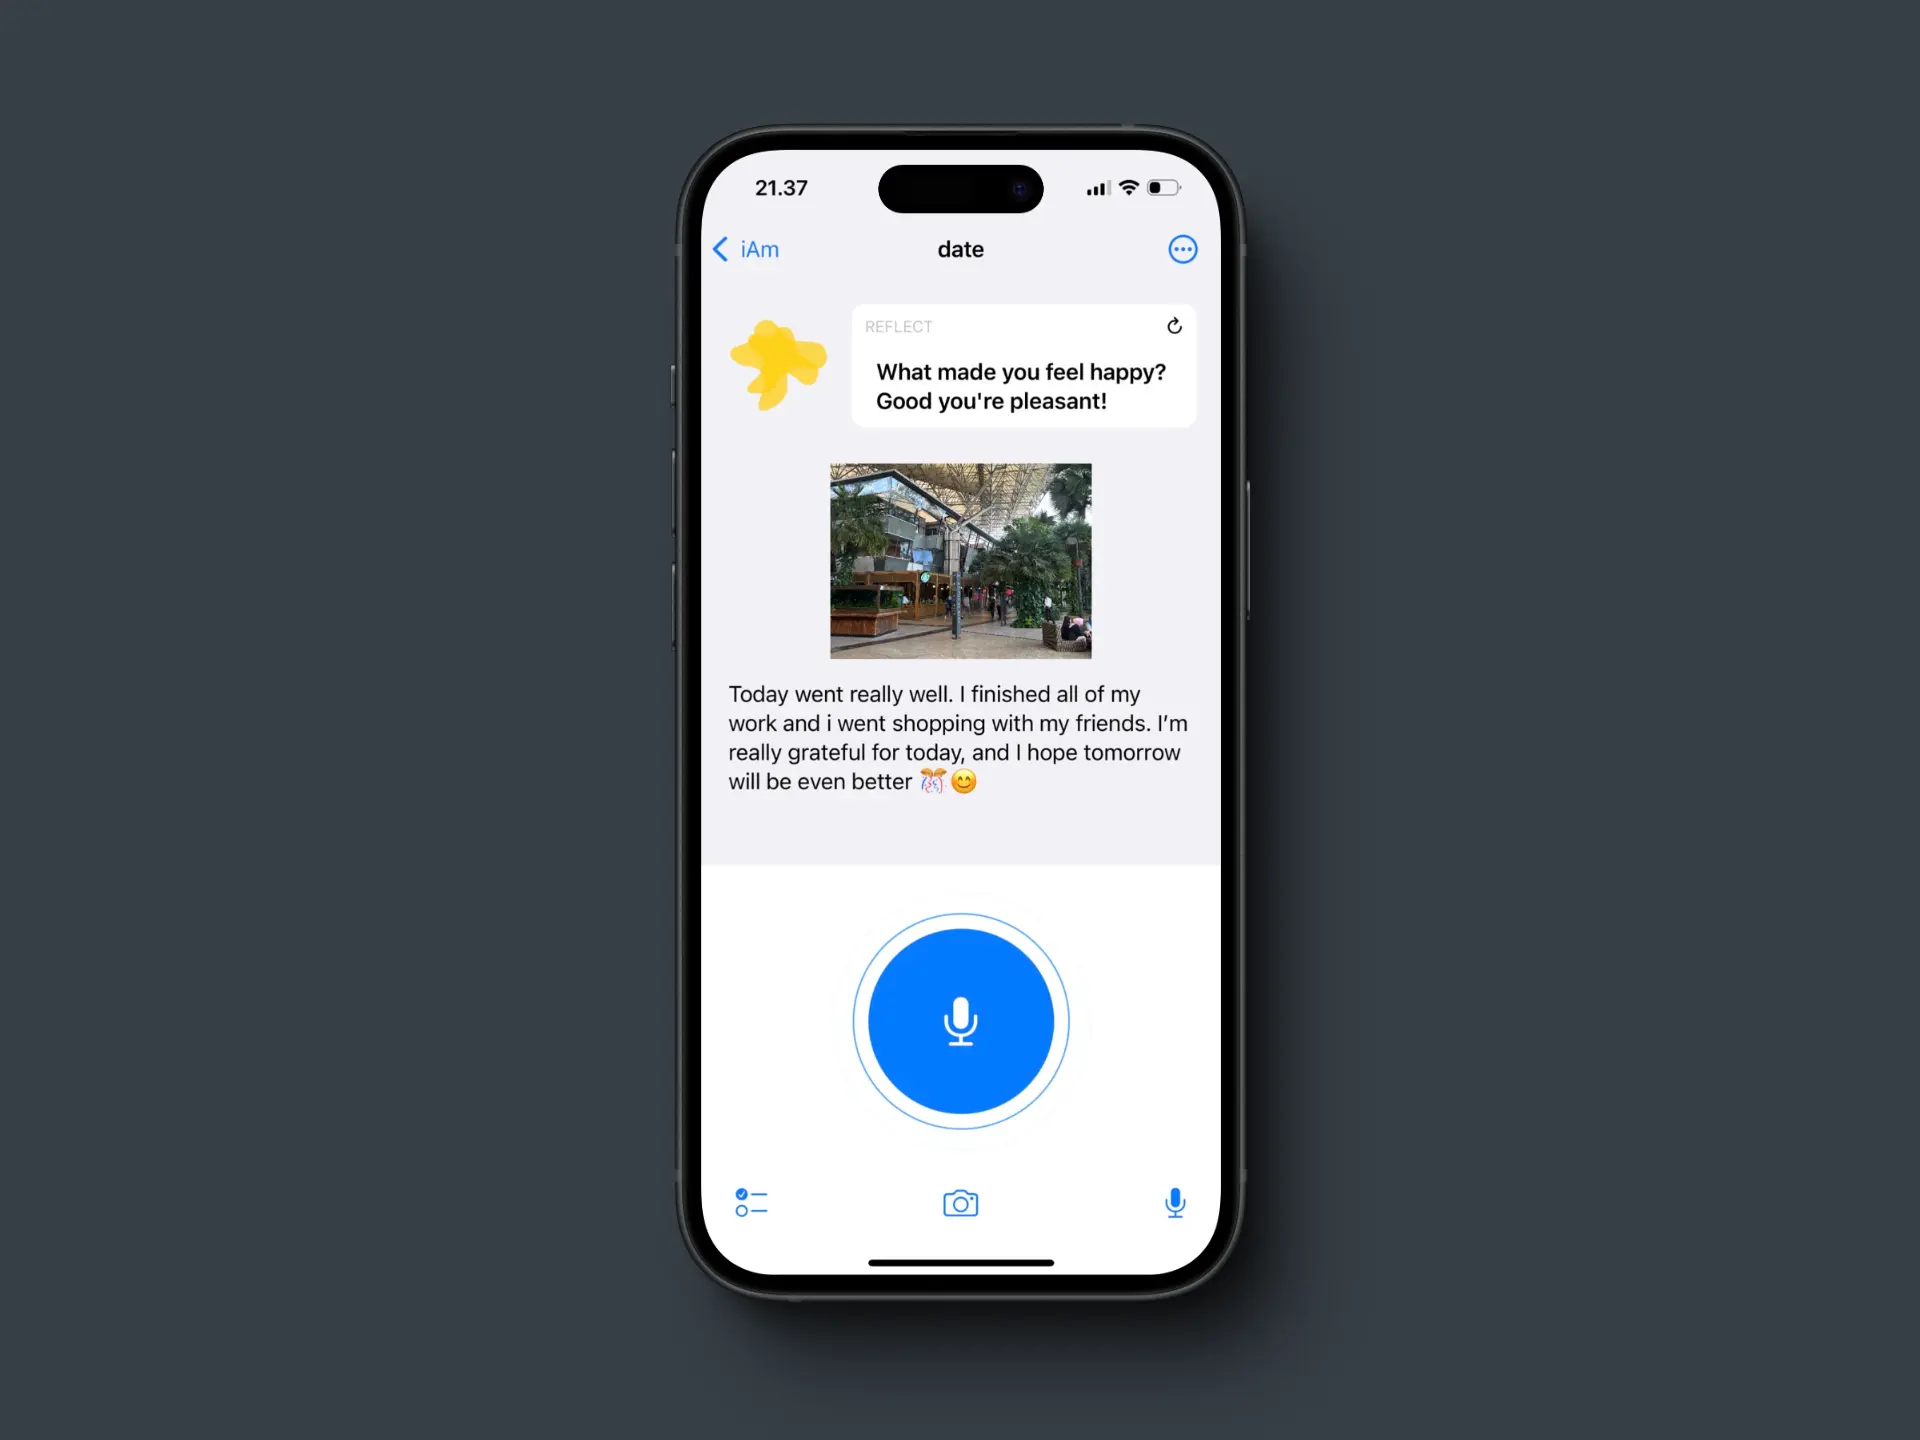 21.37
iAm
date
REFLECT
What made you feel happy?
Good you're pleasant!
Today went really well. I finished all of my
work and i went shopping with my friends. I’m
really grateful for today, and I hope tomorrow
will be even better 🎊😊